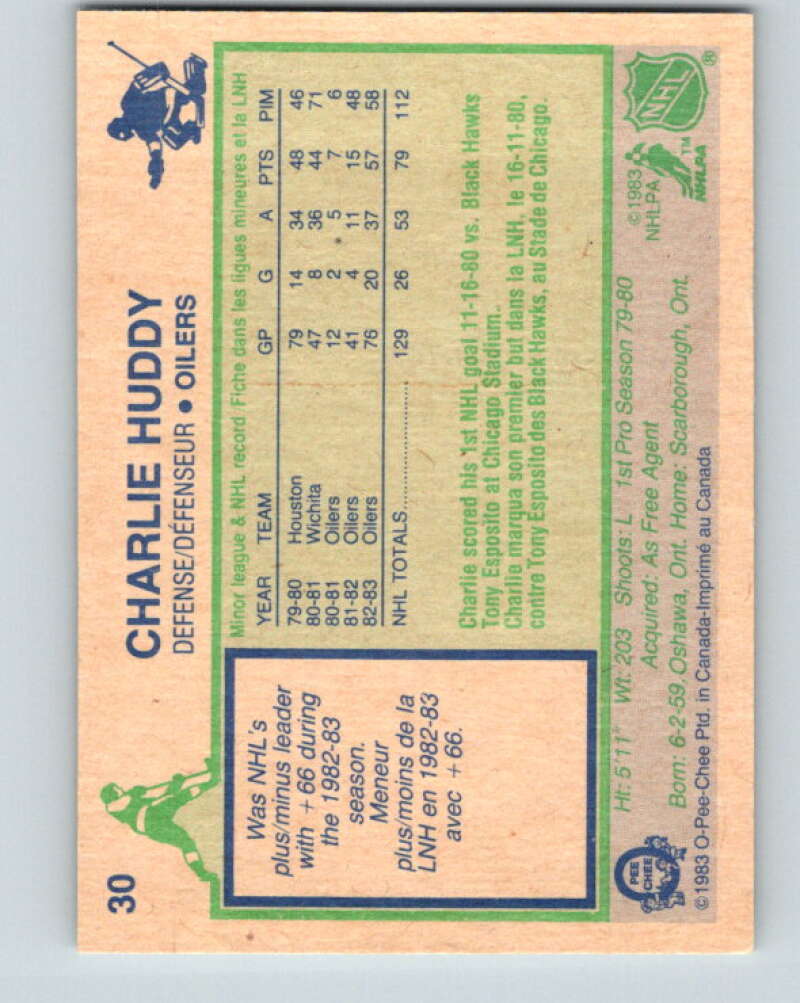 30
CHARLIE HUDDY
DEFENSE/DÉFENSEUR • OILERS
Was NHL's
plus/minus leader
with + 66 during
the 1982-83
season.
Meneur
plus/moins de la
LNH en 1982-83
avec + 66.
Minor league & NHL record/Fiche dans les ligues mineures et la LNH
YEAR TEAM GP G A PTS PIM
79-80 Houston 79 14 34 48 46
80-81 Wichita 47 8 36 44 71
80-81 Oilers 12 2 5 7 6
81-82 Oilers 41 4 11 15 48
82-83 Oilers 76 20 37 57 58
NHL TOTALS 129 26 53 79 112
Charlie scored his 1st NHL goal 11-16-80 vs. Black Hawks
Tony Esposito at Chicago Stadium.
Charlie marqua son premier but dans la LNH, le 16-11-80,
contre Tony Esposito des Black Hawks, au Stade de Chicago.
Ht: 5'11" Wt: 203 Shoots: L 1st Pro Season 79-80
Acquired: As Free Agent
Born: 6-2-59, Oshawa, Ont. Home: Scarborough, Ont.
©1983
NHLPA
NHLPA
TM
NHL
®
O
PEE
CHEE
©1983 O-Pee-Chee Ptd. in Canada-Imprimé au Canada